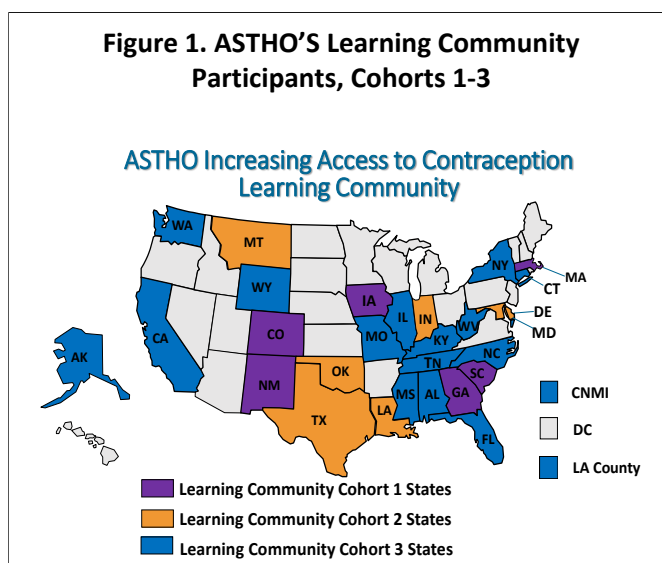 Figure 1. ASTHO'S Learning Community
Participants, Cohorts 1-3
ASTHO Increasing Access to Contraception
Learning Community
WA
MT
NY
MA
CT
WY
IA
IL
IN
DE
MD
CA
CO
MO
WV
KY
AK
NC
TN
NM
OK
SC
CNMI
MS
AL
GA
TX
LA
DC
FL
LA County
Learning Community Cohort 1 States
Learning Community Cohort 2 States
Learning Community Cohort 3 States